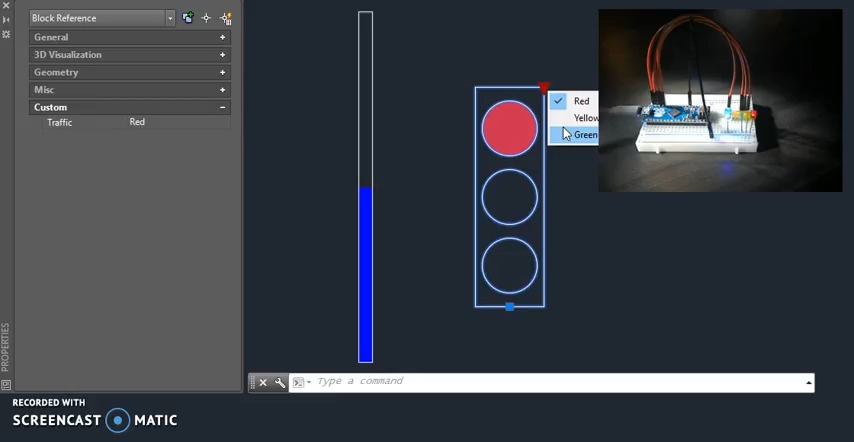 Block Reference
General
3D Visualization
Geometry
Misc
Custom
Traffic Red
Red
Yellow
Green
Type a command
PROPERTIES
RECORDED WITH
SCREENCAST MATIC